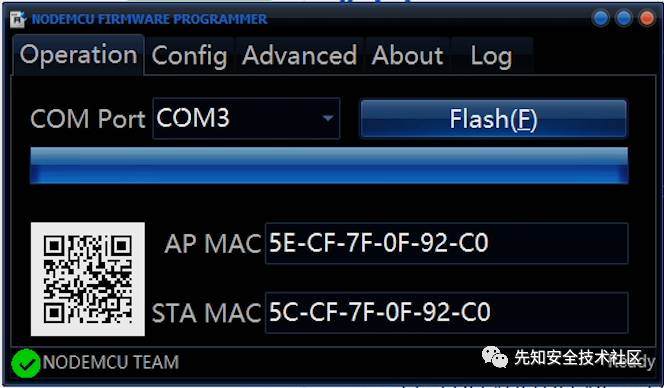 NODEMCU FIRMWARE PROGRAMMER
Operation Config Advanced About Log
COM Port COM3 Flash(F)
AP MAC 5E-CF-7F-0F-92-C0
STA MAC 5C-CF-7F-0F-92-C0
NODEMCU TEAM Ready
先知安全技术社区